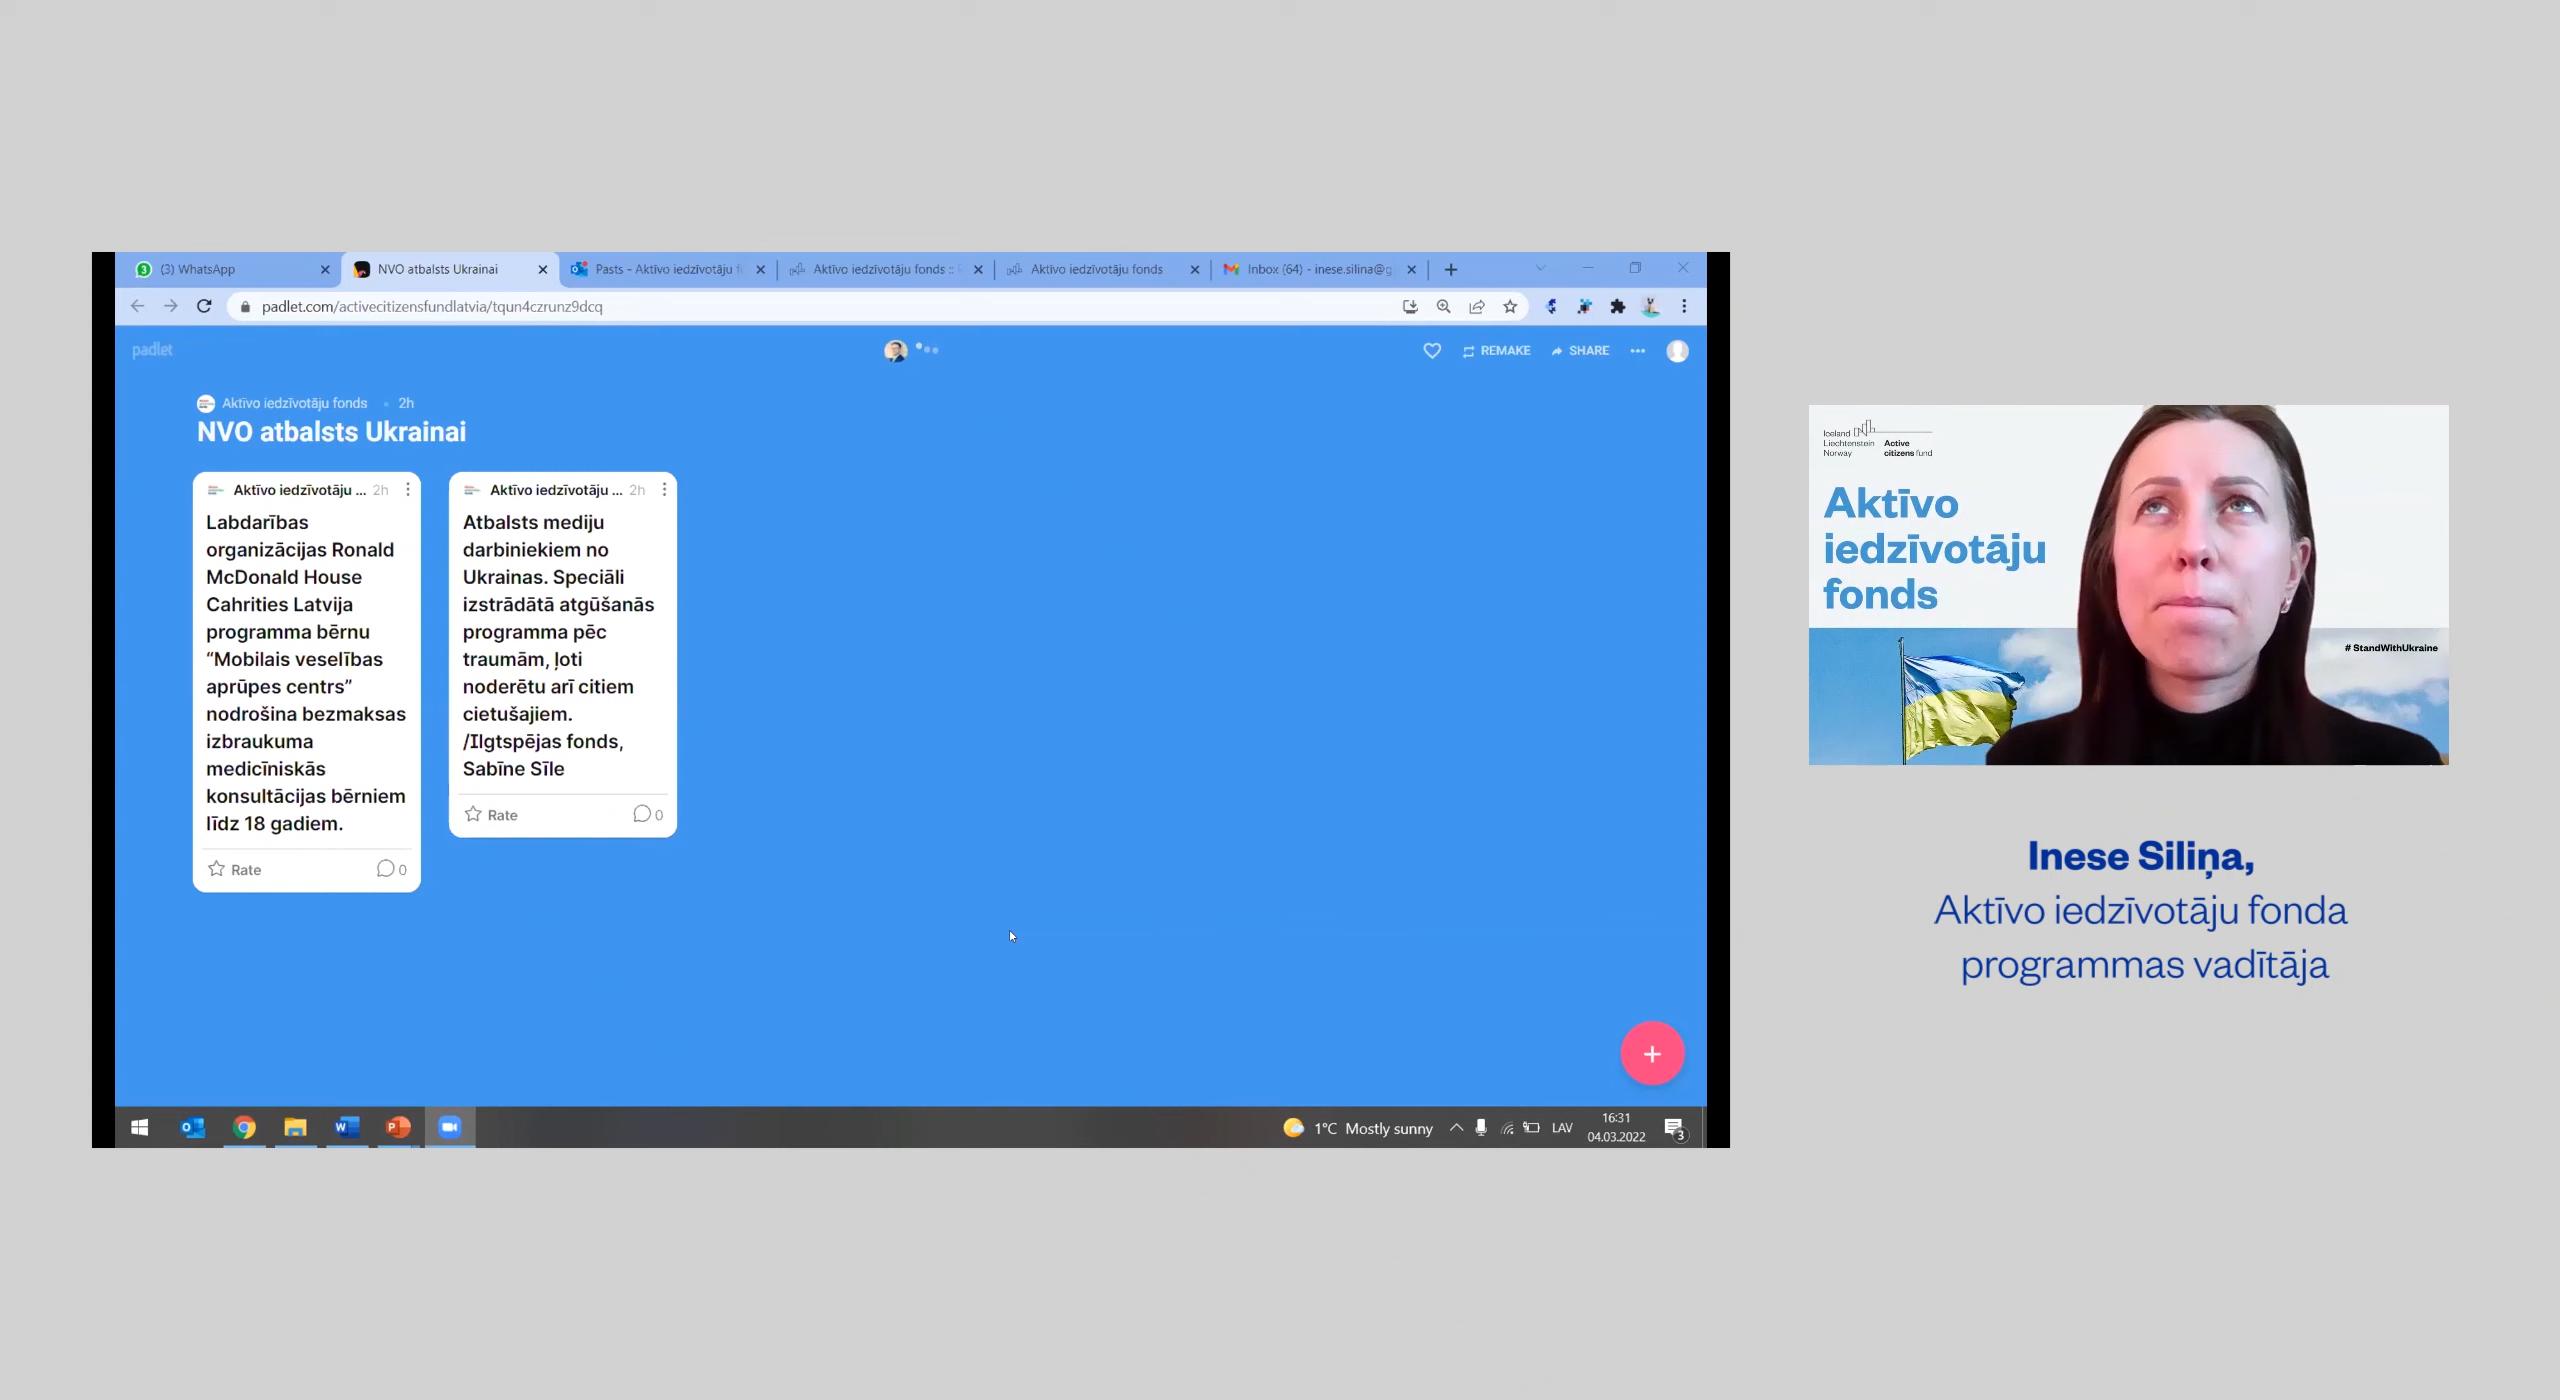 (3) WhatsApp
NVO atbalsts Ukrainai
Pasts - Aktīvo iedzīvotāju f
Aktīvo iedzīvotāju fonds ::
Aktīvo iedzīvotāju fonds
Inbox (64) - inese.silina@g
padlet.com/activecitizensfundlatvia/tqun4czrunz9dcq
padlet
REMAKE
SHARE
Aktīvo iedzīvotāju fonds • 2h
NVO atbalsts Ukrainai
Aktīvo iedzīvotāju ... 2h
Labdarības
organizācijas Ronald
McDonald House
Cahrities Latvija
programma bērnu
“Mobilais veselības
aprūpes centrs”
nodrošina bezmaksas
izbraukuma
medicīniskās
konsultācijas bērniem
līdz 18 gadiem.
Rate
0
Aktīvo iedzīvotāju ... 2h
Atbalsts mediju
darbiniekiem no
Ukrainas. Speciāli
izstrādātā atgūšanās
programma pēc
traumām, ļoti
noderētu arī citiem
cietušajiem.
/Ilgtspējas fonds,
Sabīne Sīle
Rate
0
1°C Mostly sunny
LAV
16:31
04.03.2022
3
Iceland
Liechtenstein
Norway
Active
citizens fund
Aktīvo
iedzīvotāju
fonds
# StandWithUkraine
Inese Siliņa,
Aktīvo iedzīvotāju fonda
programmas vadītāja